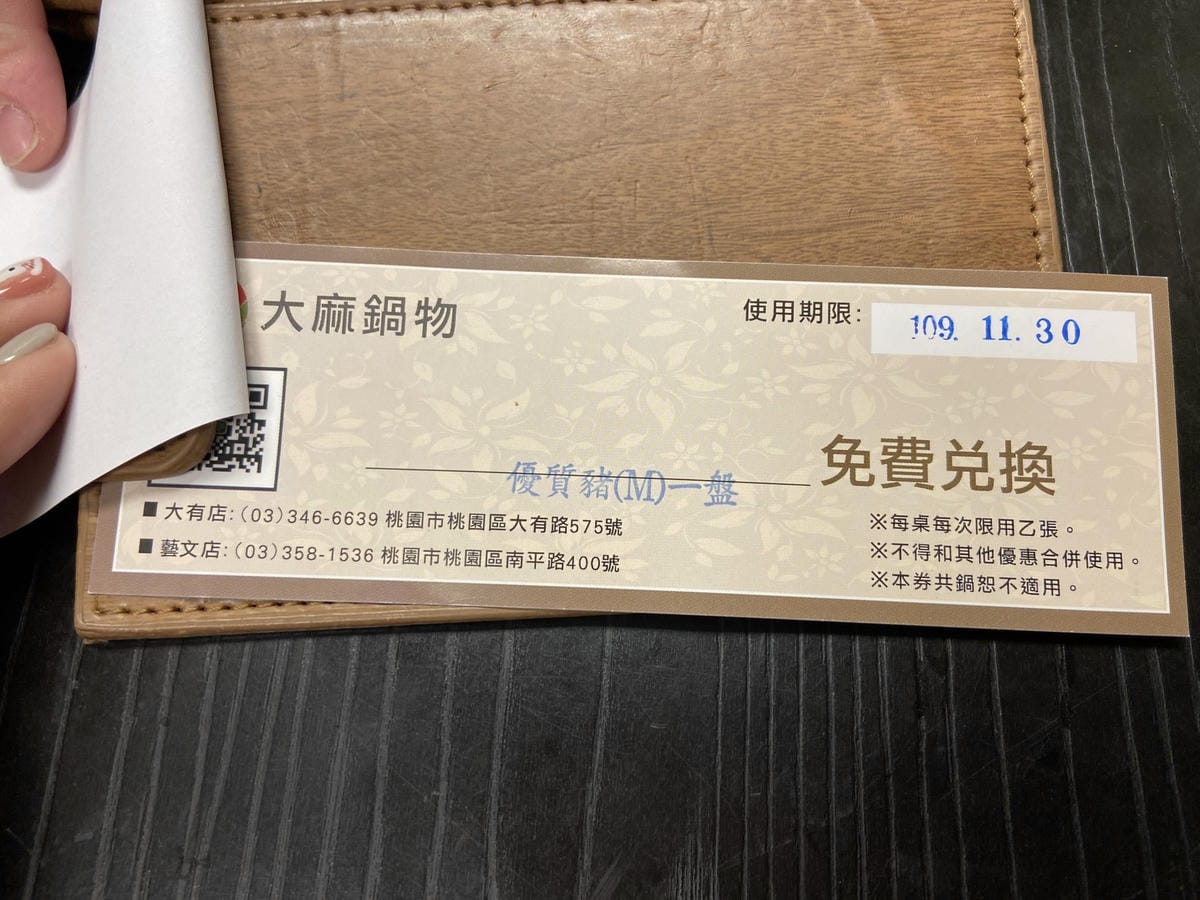 大麻鍋物
使用期限: 109. 11. 30
優質豬(M)一盤 免費兌換
■ 大有店:(03)346-6639 桃園市桃園區大有路575號
■ 藝文店:(03)358-1536 桃園市桃園區南平路400號
※每桌每次限用乙張。
※不得和其他優惠合併使用。
※本券共鍋恕不適用。